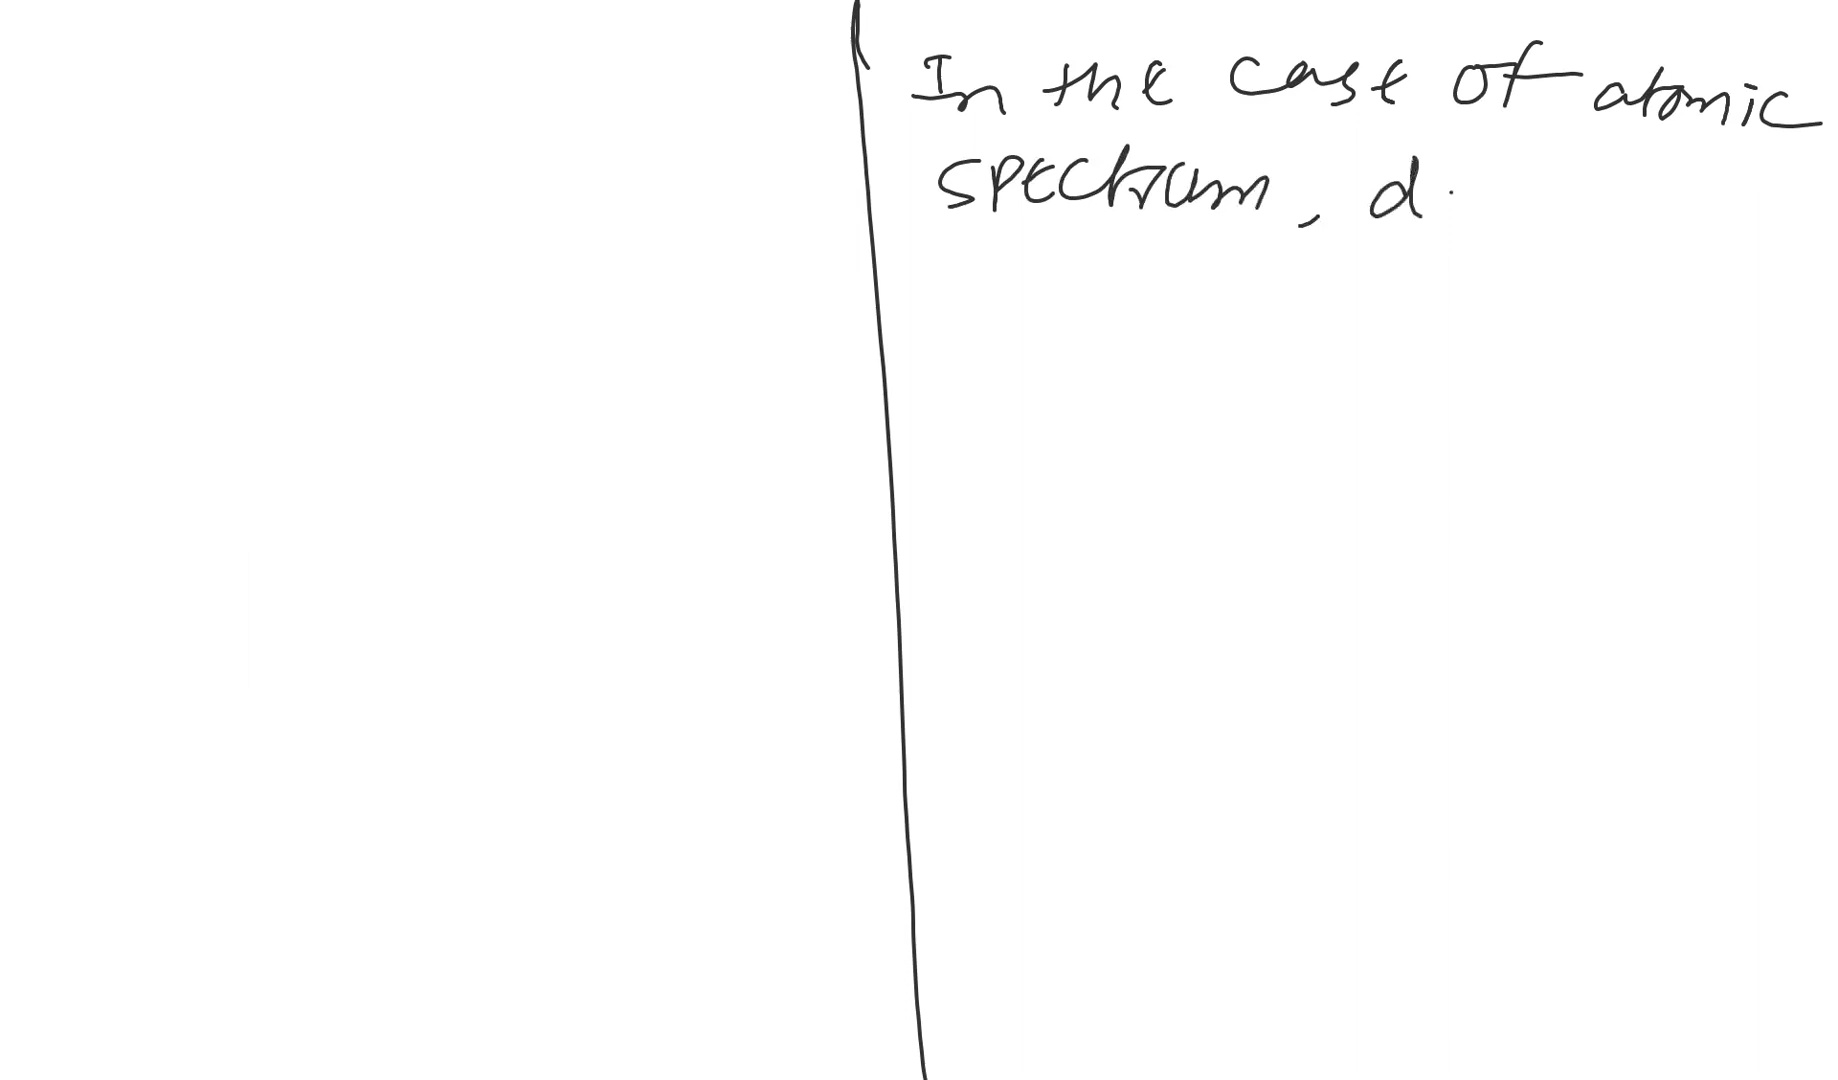 In the case of atomic
spectrum, d